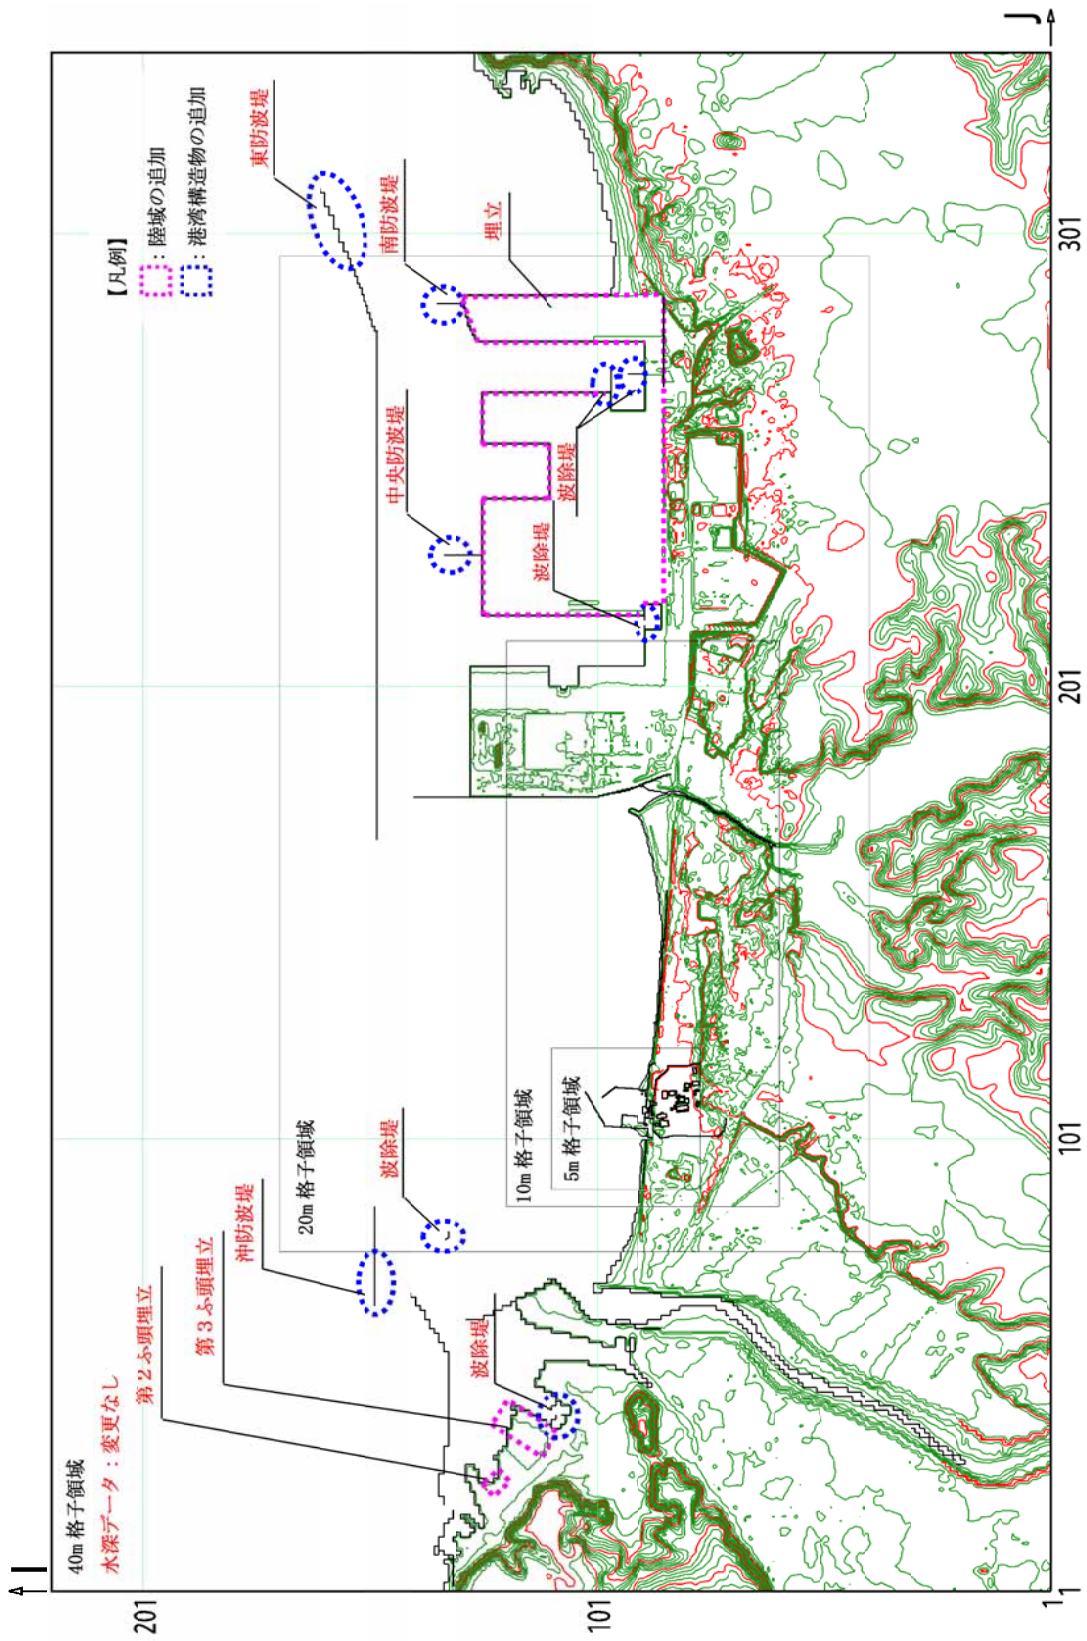 I
40m 格子領域
水深データ：変更なし
第２ふ頭埋立
第３ふ頭埋立
沖防波堤
20m 格子領域
波除堤
波除堤
10m 格子領域
5m 格子領域
中央防波堤
波除堤
波除堤
【凡例】
：陸域の追加
：港湾構造物の追加
東防波堤
南防波堤
埋立
201
101
1
1
101
201
301
J